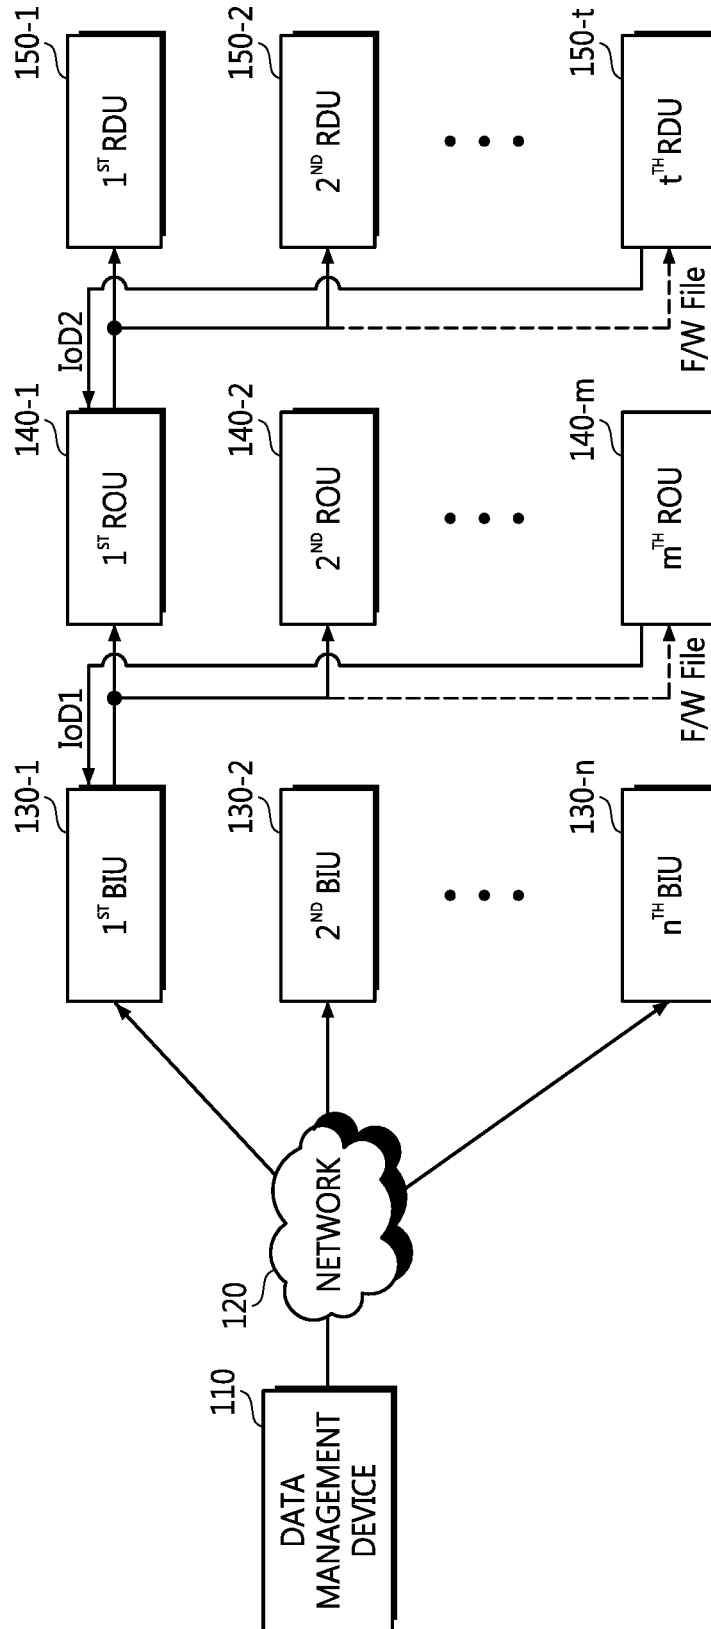 110
DATA
MANAGEMENT
DEVICE
120
NETWORK
130-1
1ST BIU
130-2
2ND BIU
130-n
nTH BIU
IoD1
F/W File
140-1
1ST ROU
140-2
2ND ROU
140-m
mTH ROU
IoD2
F/W File
150-1
1ST RDU
150-2
2ND RDU
150-t
tTH RDU